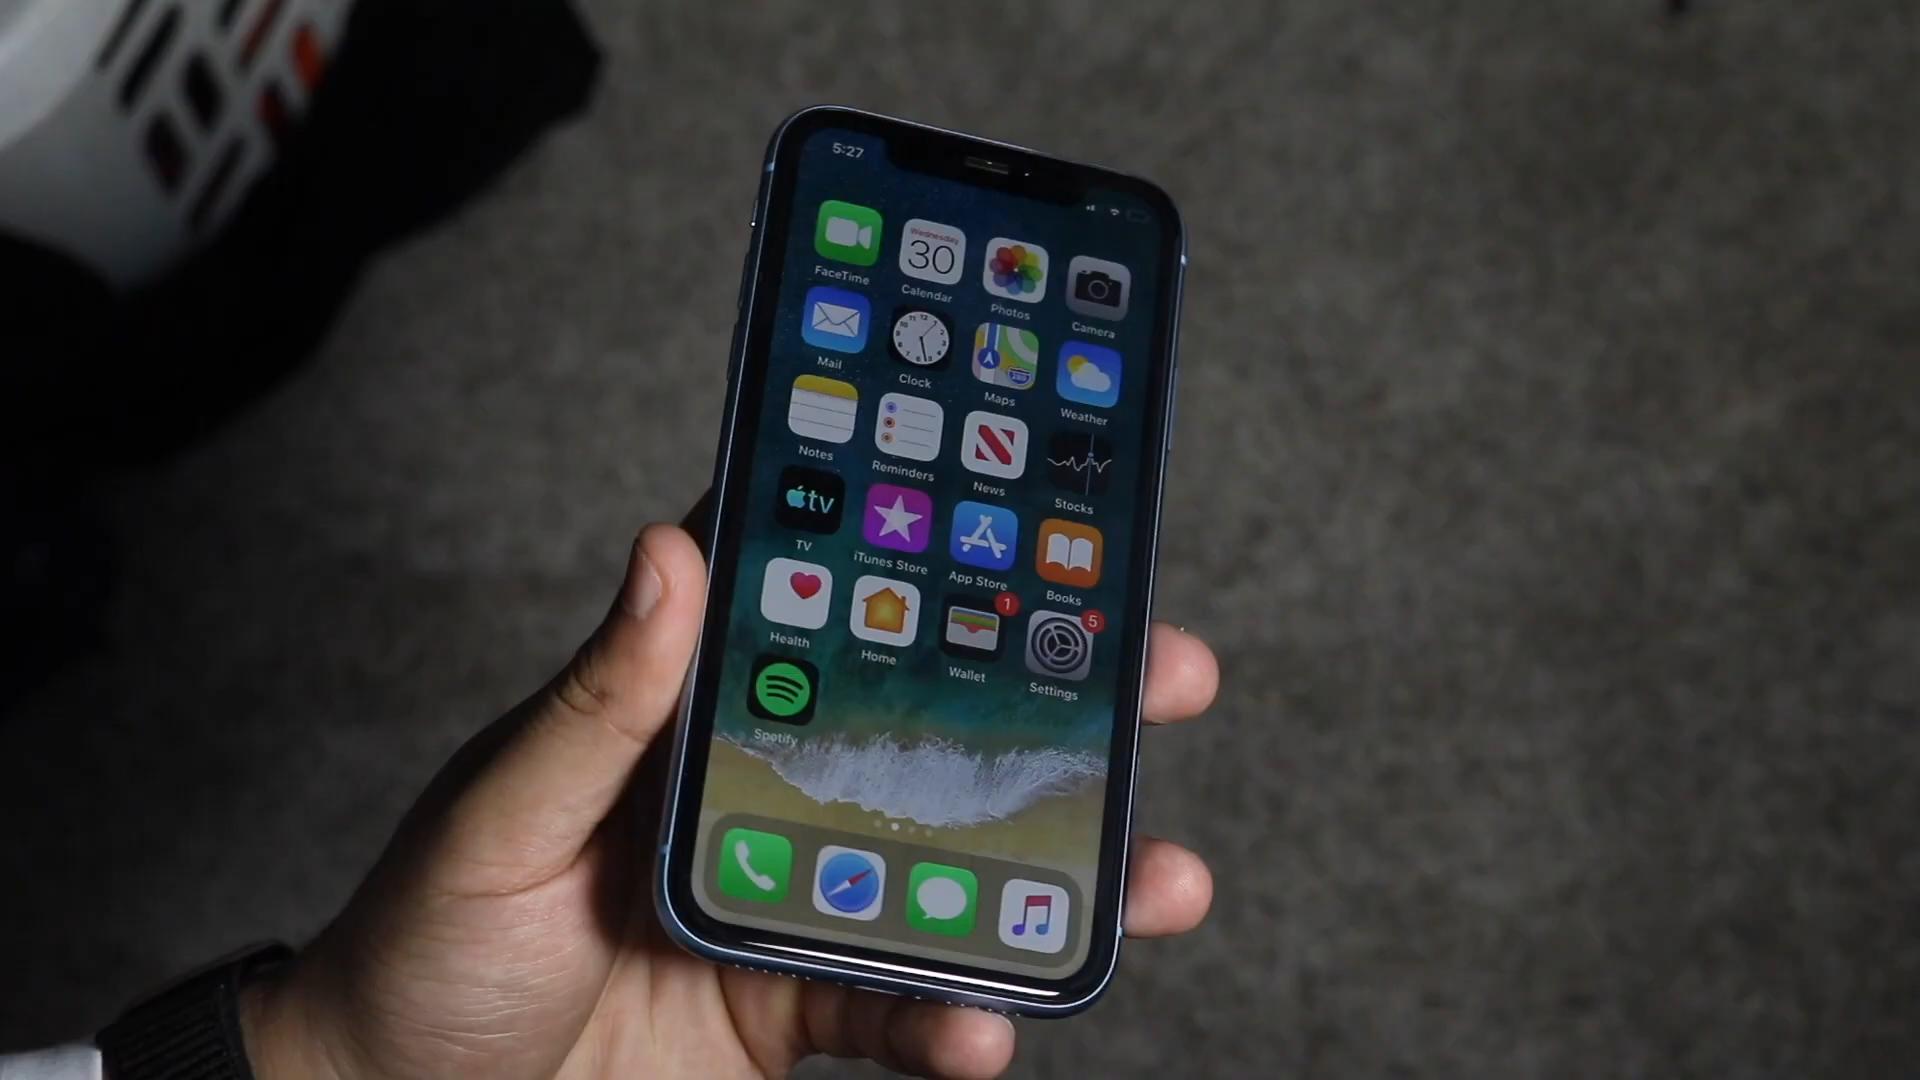 5:27
FaceTime
Wednesday
30
Calendar
Photos
Camera
Mail
Clock
Maps
Weather
Notes
Reminders
News
Stocks
tv
TV
iTunes Store
App Store
Books
Health
Home
1
Wallet
5
Settings
Spotify